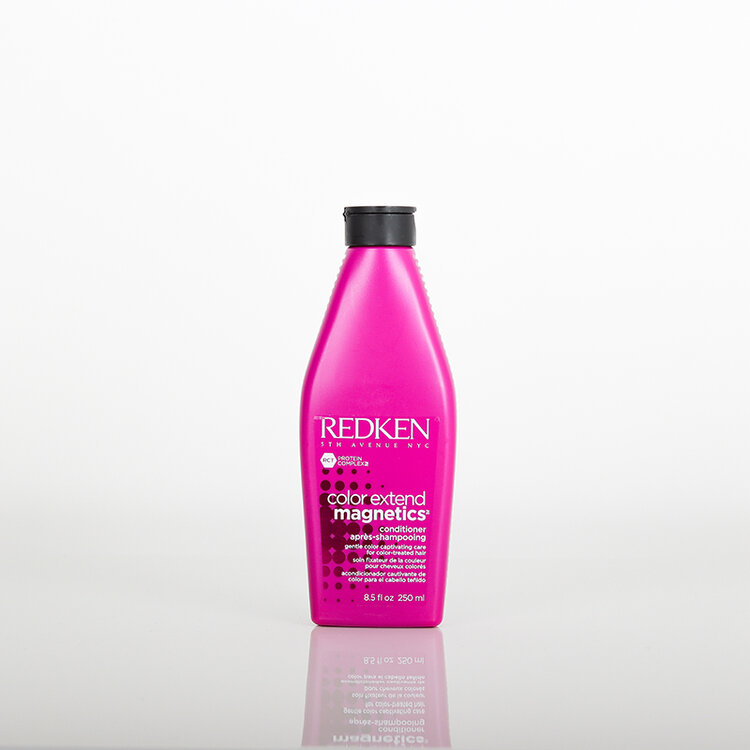 REDKEN
5TH AVENUE NYC
RCT PROTEIN
COMPLEX
color extend
magnetics
conditioner
après-shampooing
gentle color captivating care
for color-treated hair
soin fixateur de la couleur
pour cheveux colorés
acondicionador cautivante de
color para el cabello teñido
8.5 fl oz 250 ml